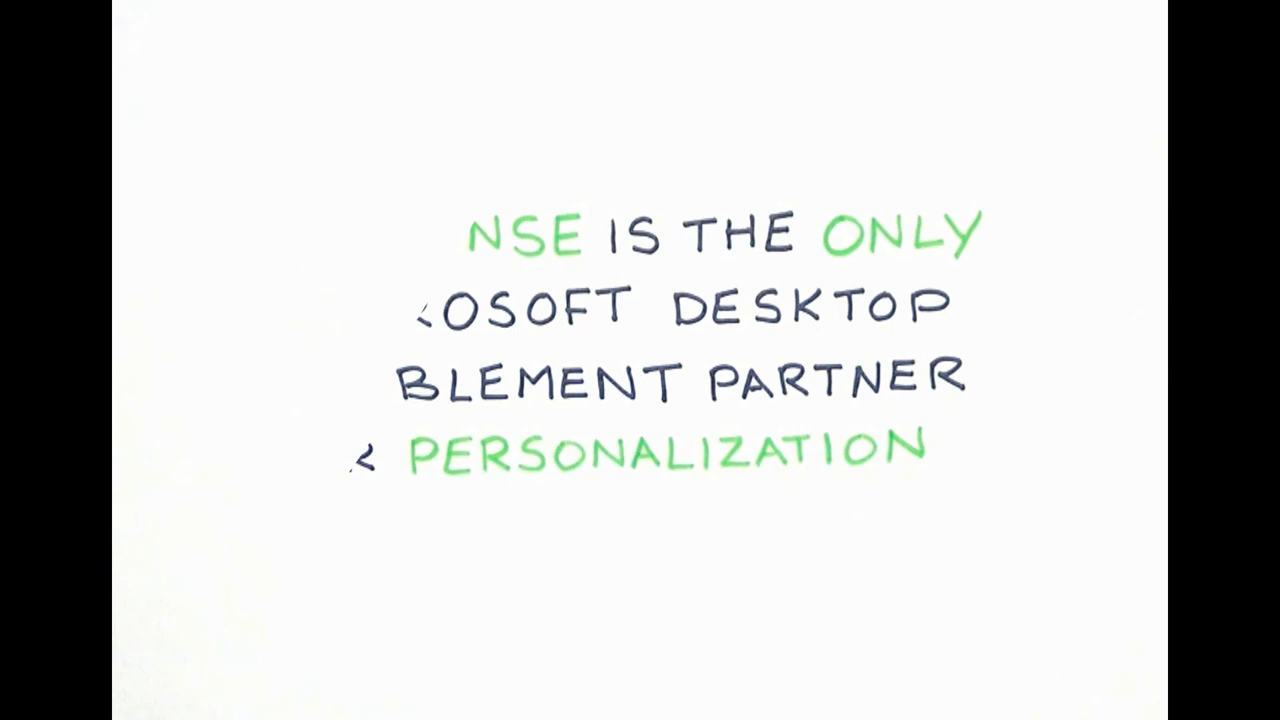 NSE IS THE ONLY
OSOFT DESKTOP
BLEMENT PARTNER
PERSONALIZATION